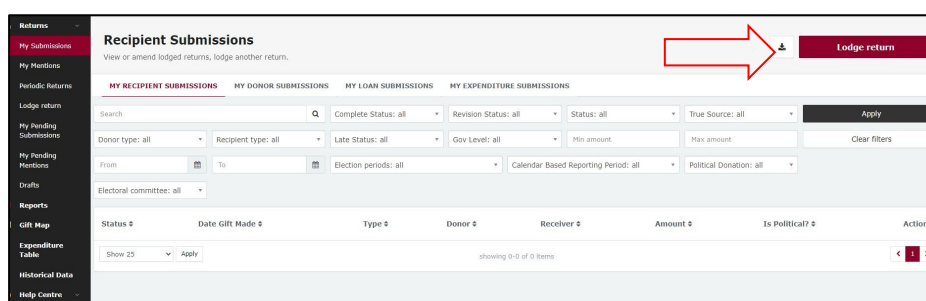 Returns
My Submissions
My Mentions
Periodic Returns
Lodge return
My Pending
Submissions
My Pending
Mentions
Drafts
Reports
Gift Map
Expenditure
Table
Historical Data
Help Centre
Recipient Submissions
View or amend lodged returns, lodge another return.
Lodge return
MY RECIPIENT SUBMISSIONS MY DONOR SUBMISSIONS MY LOAN SUBMISSIONS MY EXPENDITURE SUBMISSIONS
Search Complete Status: all Revision Status: all Status: all True Source: all Apply
Donor type: all Recipient type: all Late Status: all Gov Level: all Min amount Max amount Clear filters
From To Election periods: all Calendar Based Reporting Period: all Political Donation: all
Electoral committee: all
Status Date Gift Made Type Donor Receiver Amount Is Political? Action
Show 25 Apply showing 0-0 of 0 items 1